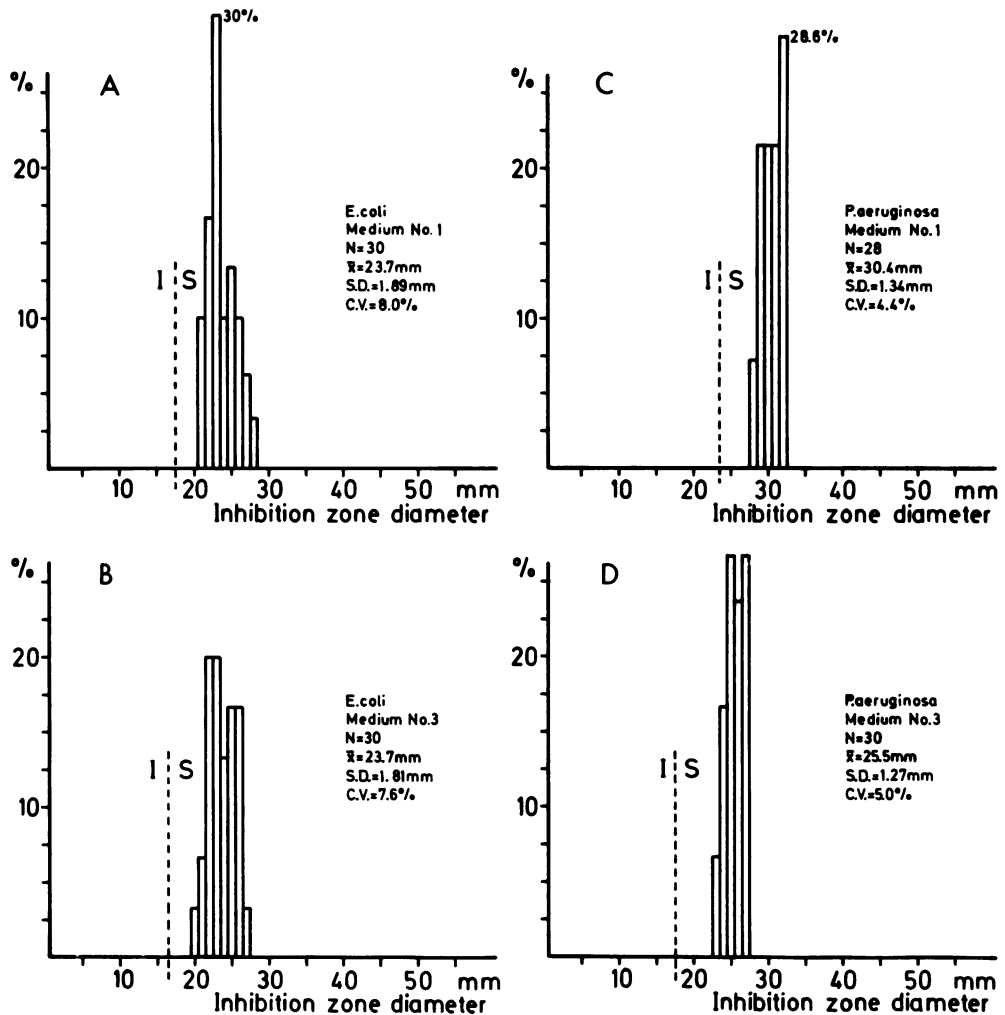 30%
%
A
20
E.coli
Medium No.1
N=30
x̄=23.7mm
S.D.=1.89mm
C.V.=8.0%
I S
10
10 20 30 40 50 mm
Inhibition zone diameter
28.6%
%
C
20
P.aeruginosa
Medium No.1
N=28
x̄=30.4mm
S.D.=1.34mm
C.V.=4.4%
I S
10
10 20 30 40 50 mm
Inhibition zone diameter
%
B
20
E.coli
Medium No.3
N=30
x̄=23.7mm
S.D.=1.81mm
C.V.=7.6%
I S
10
10 20 30 40 50 mm
Inhibition zone diameter
%
D
20
P.aeruginosa
Medium No.3
N=30
x̄=25.5mm
S.D.=1.27mm
C.V.=5.0%
I S
10
10 20 30 40 50 mm
Inhibition zone diameter